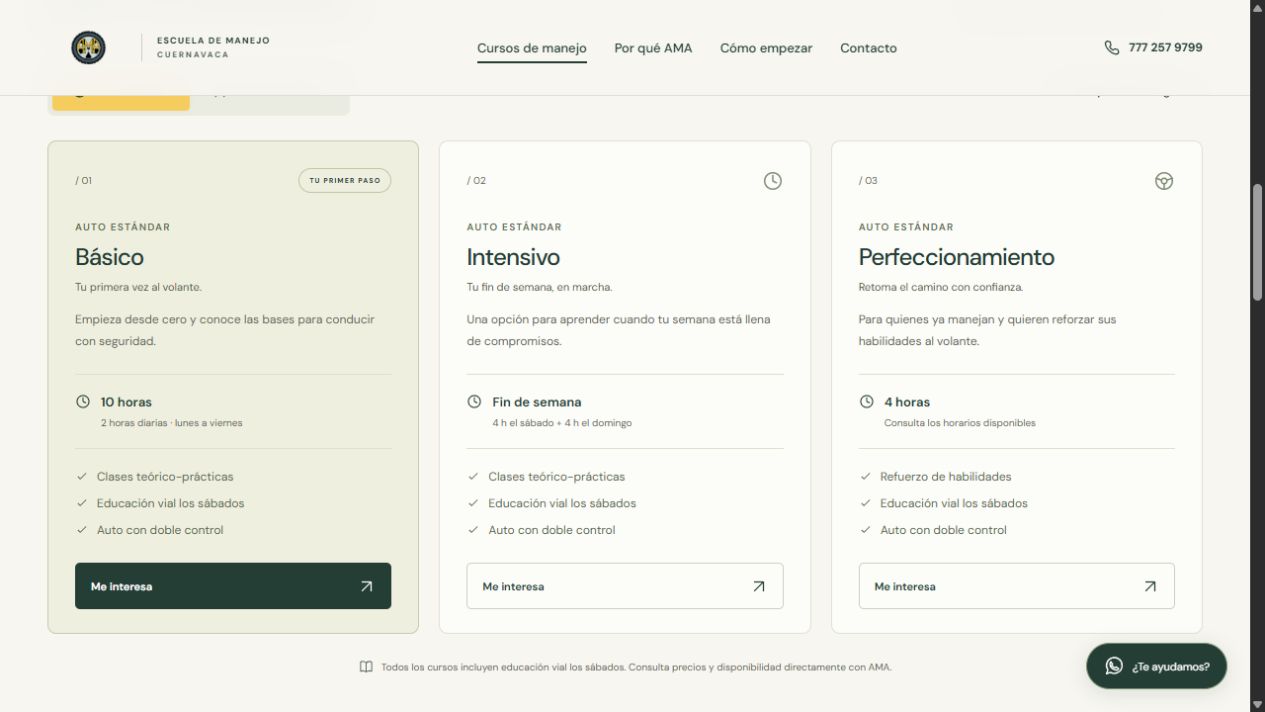 ESCUELA DE MANEJO
CUERNAVACA
Cursos de manejo
Por qué AMA
Cómo empezar
Contacto
777 257 9799
/ 01
TU PRIMER PASO
AUTO ESTÁNDAR
Básico
Tu primera vez al volante.
Empieza desde cero y conoce las bases para conducir
con seguridad.
10 horas
2 horas diarias · lunes a viernes
Clases teórico-prácticas
Educación vial los sábados
Auto con doble control
Me interesa
/ 02
AUTO ESTÁNDAR
Intensivo
Tu fin de semana, en marcha.
Una opción para aprender cuando tu semana está llena
de compromisos.
Fin de semana
4 h el sábado + 4 h el domingo
Clases teórico-prácticas
Educación vial los sábados
Auto con doble control
Me interesa
/ 03
AUTO ESTÁNDAR
Perfeccionamiento
Retoma el camino con confianza.
Para quienes ya manejan y quieren reforzar sus
habilidades al volante.
4 horas
Consulta los horarios disponibles
Refuerzo de habilidades
Educación vial los sábados
Auto con doble control
Me interesa
Todos los cursos incluyen educación vial los sábados. Consulta precios y disponibilidad directamente con AMA.
¿Te ayudamos?